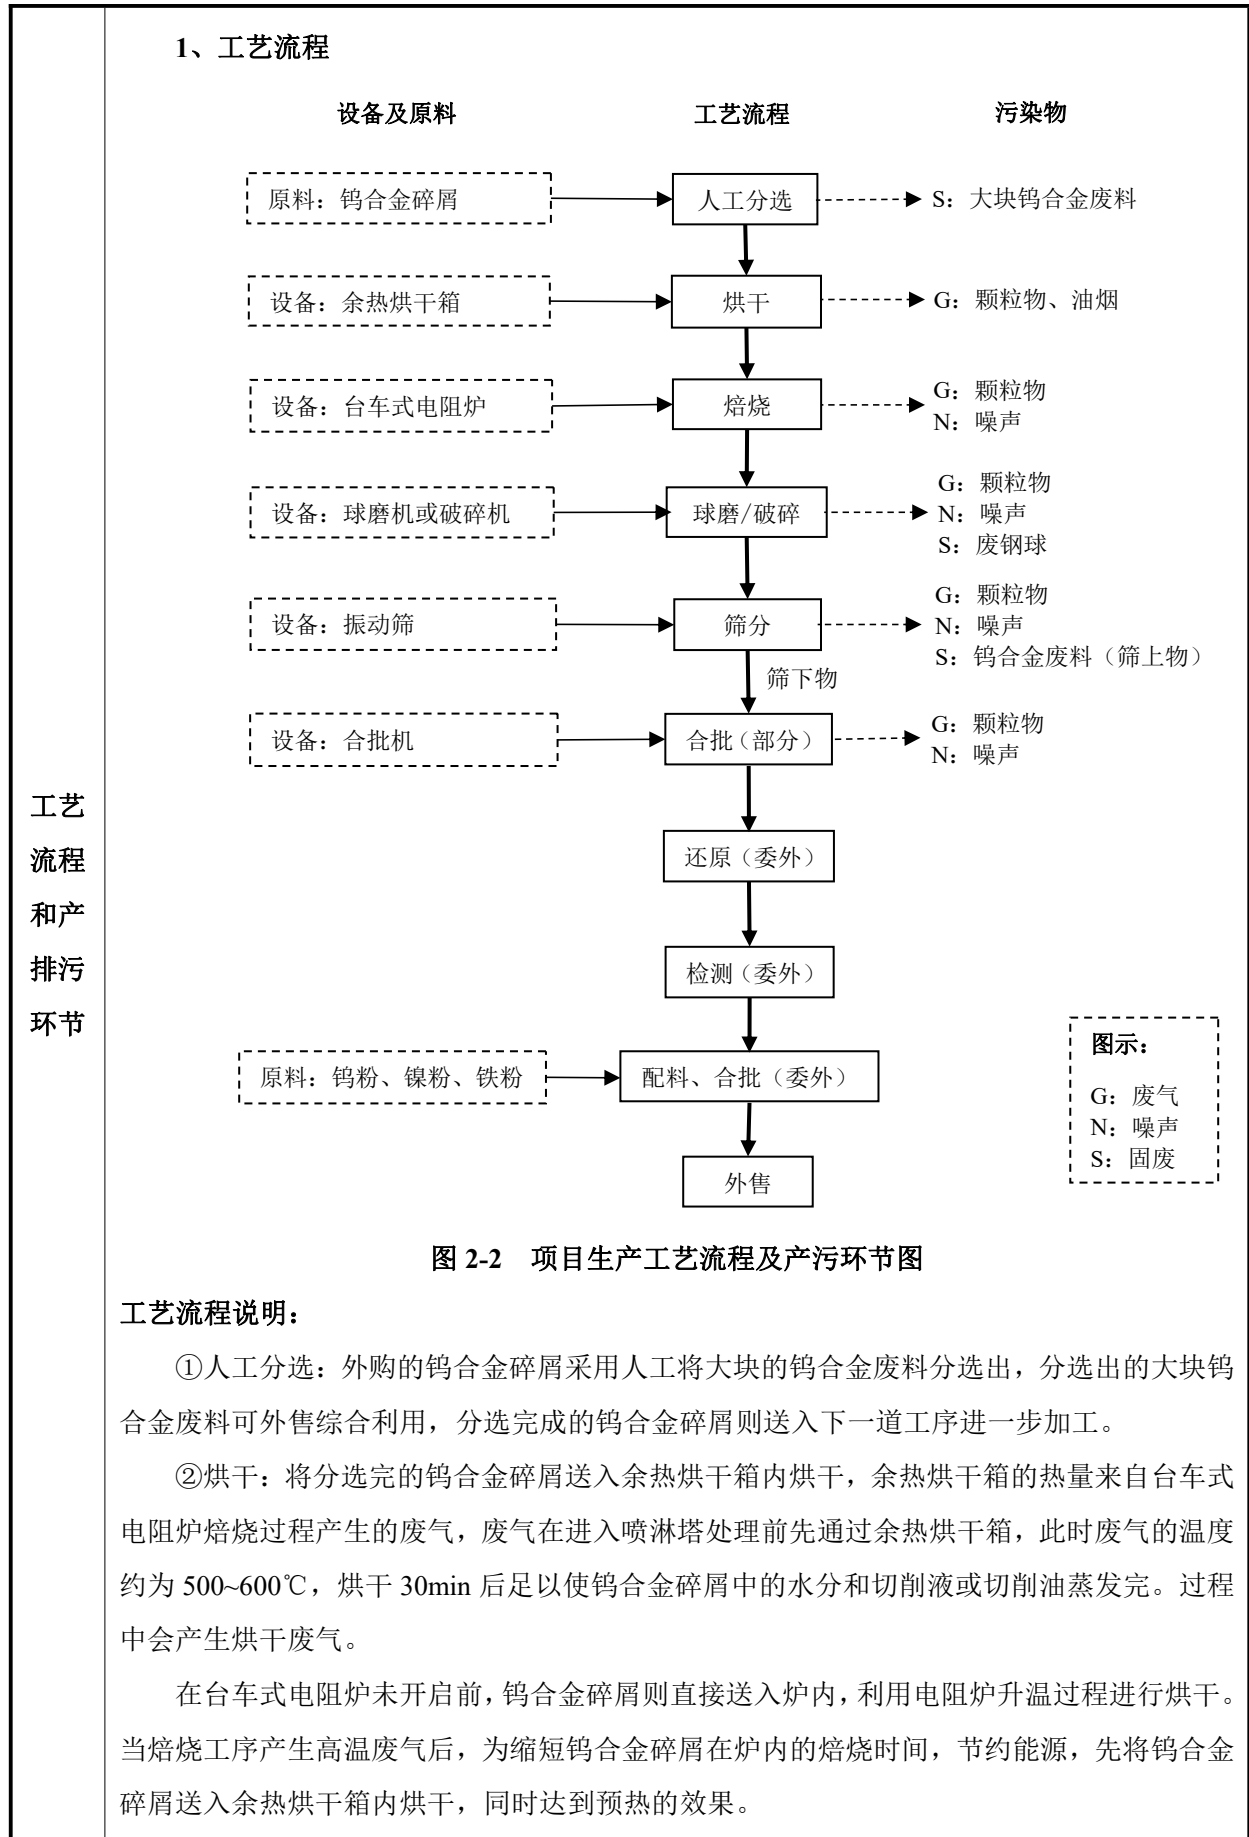 1、工艺流程
设备及原料 工艺流程 污染物
原料：钨合金碎屑 人工分选 S：大块钨合金废料
设备：余热烘干箱 烘干 G：颗粒物、油烟
设备：台车式电阻炉 焙烧 G：颗粒物
N：噪声
设备：球磨机或破碎机 球磨/破碎 G：颗粒物
N：噪声
S：废钢球
设备：振动筛 筛分 G：颗粒物
N：噪声
S：钨合金废料（筛上物）
筛下物
设备：合批机 合批（部分） G：颗粒物
N：噪声
还原（委外）
检测（委外）
原料：钨粉、镍粉、铁粉 配料、合批（委外）
外售
图示：
G：废气
N：噪声
S：固废
工艺
流程
和产
排污
环节
图 2-2 项目生产工艺流程及产污环节图
工艺流程说明：
①人工分选：外购的钨合金碎屑采用人工将大块的钨合金废料分选出，分选出的大块钨
合金废料可外售综合利用，分选完成的钨合金碎屑则送入下一道工序进一步加工。
②烘干：将分选完的钨合金碎屑送入余热烘干箱内烘干，余热烘干箱的热量来自台车式
电阻炉焙烧过程产生的废气，废气在进入喷淋塔处理前先通过余热烘干箱，此时废气的温度
约为 500~600℃，烘干 30min 后足以使钨合金碎屑中的水分和切削液或切削油蒸发完。过程
中会产生烘干废气。
在台车式电阻炉未开启前，钨合金碎屑则直接送入炉内，利用电阻炉升温过程进行烘干。
当焙烧工序产生高温废气后，为缩短钨合金碎屑在炉内的焙烧时间，节约能源，先将钨合金
碎屑送入余热烘干箱内烘干，同时达到预热的效果。